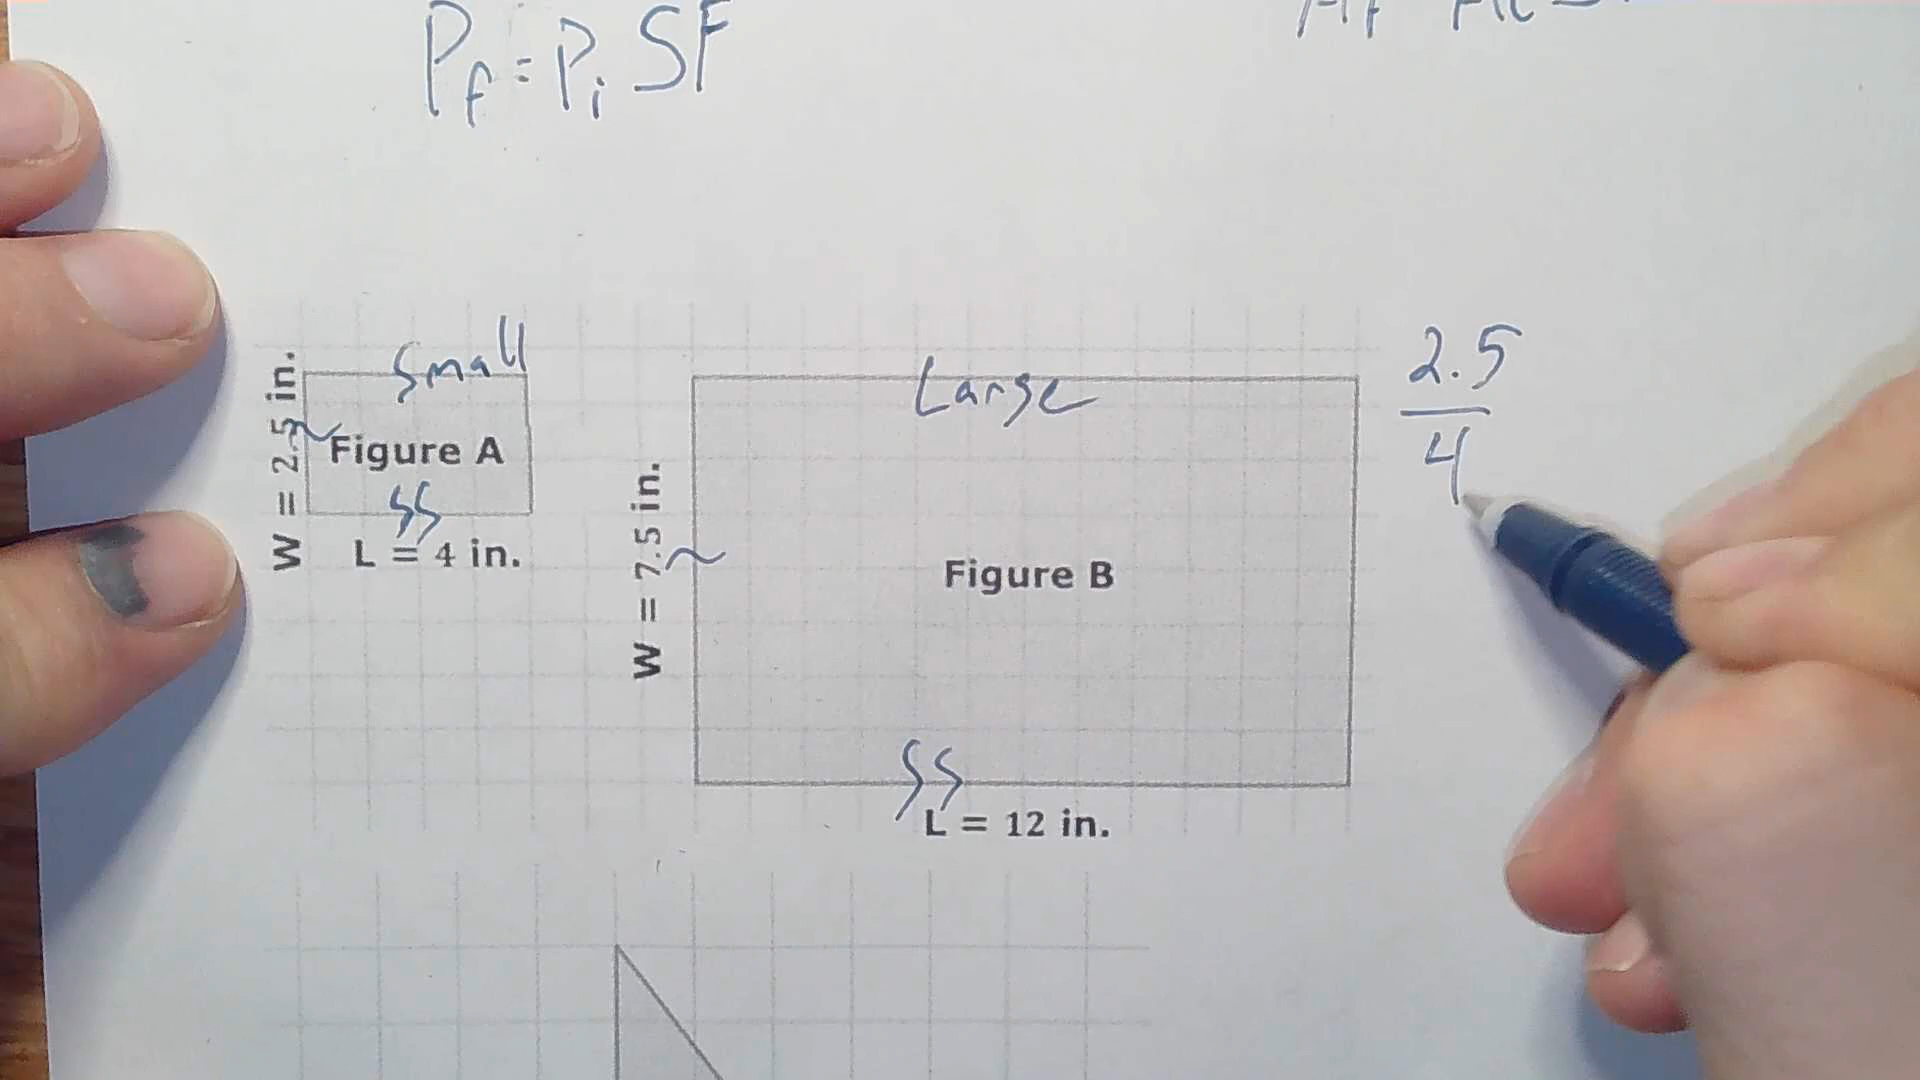 Pf = Pi SF
Small
W = 2.5 in.
Figure A
L = 4 in.
Large
W = 7.5 in.
Figure B
L = 12 in.
2.5
4